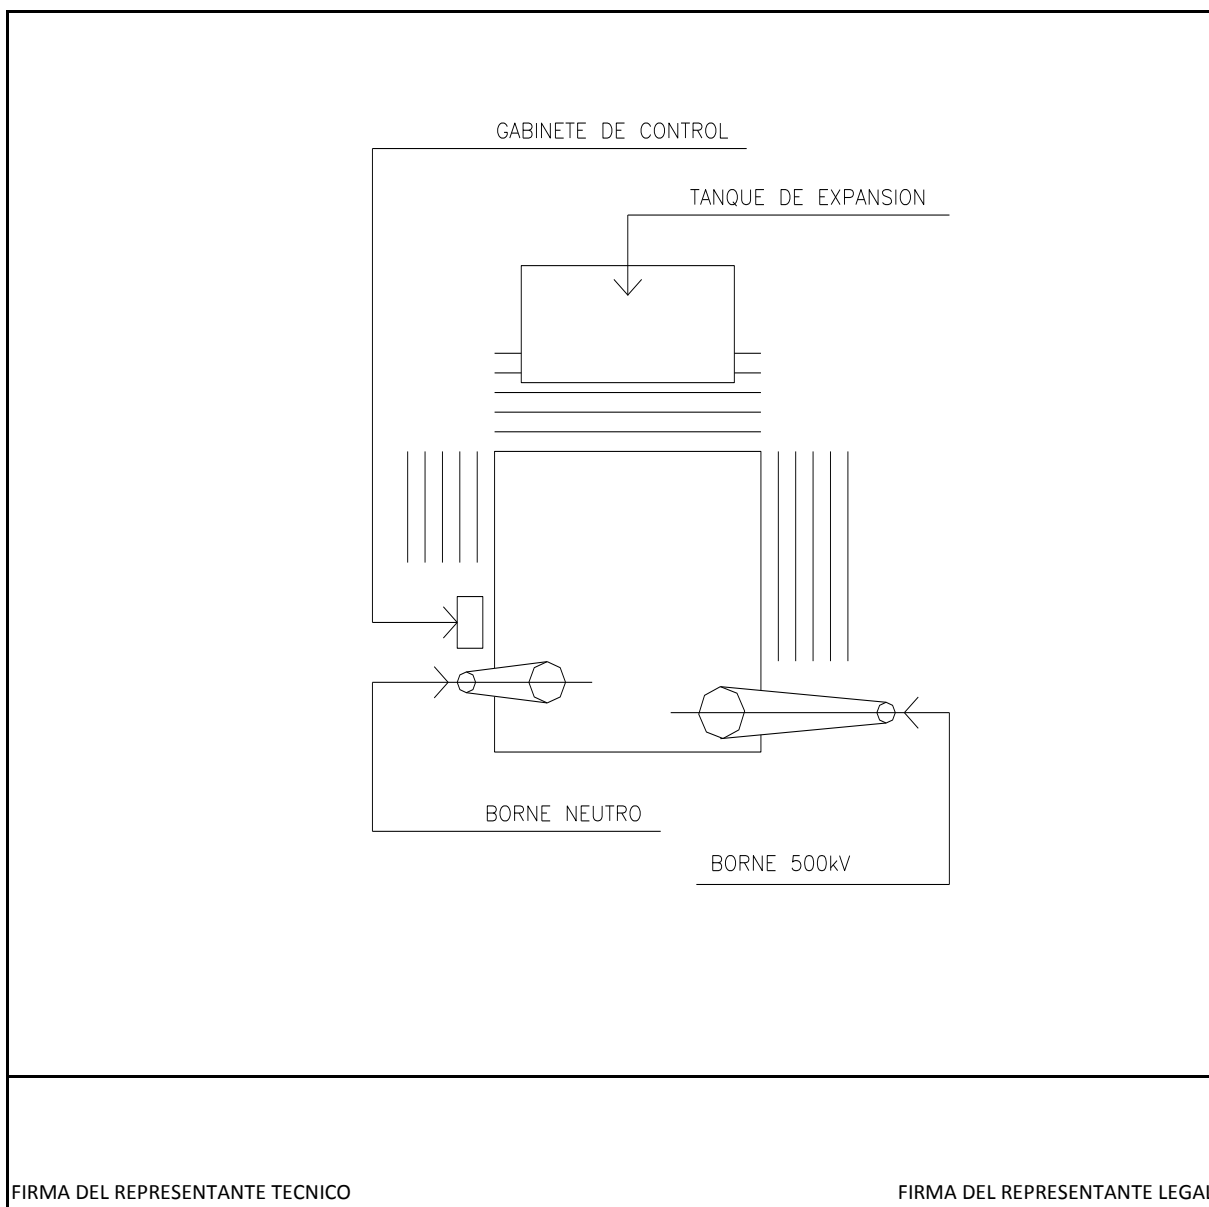 GABINETE DE CONTROL
TANQUE DE EXPANSION
BORNE NEUTRO
BORNE 500kV
FIRMA DEL REPRESENTANTE TECNICO
FIRMA DEL REPRESENTANTE LEGAL